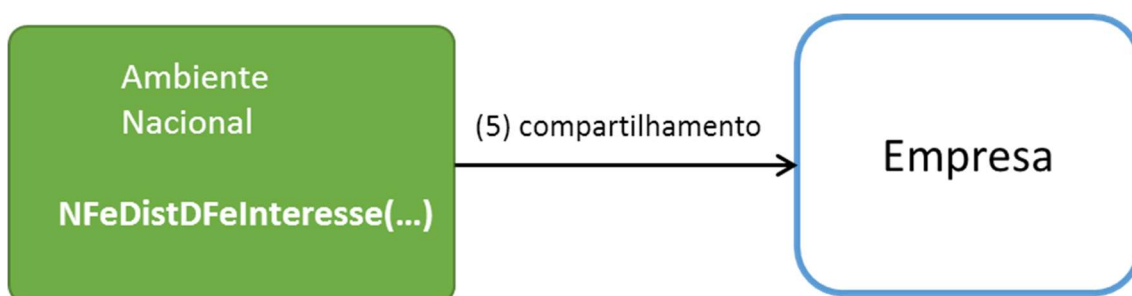 Ambiente
Nacional
NFeDistDFeInteresse(...)
(5) compartilhamento
Empresa